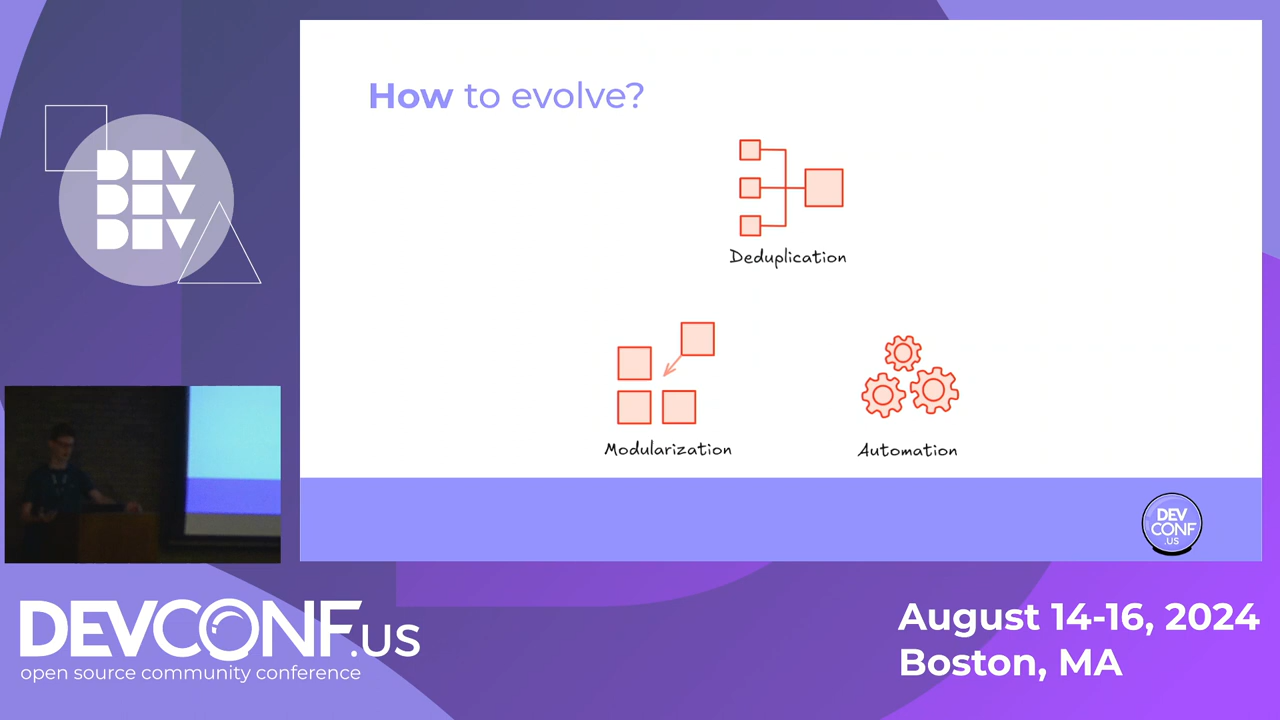 How to evolve?
Deduplication
Modularization
Automation
DEV
CONF
.US
DEV
DEV
DEV
DEVCONF.US
open source community conference
August 14-16, 2024
Boston, MA